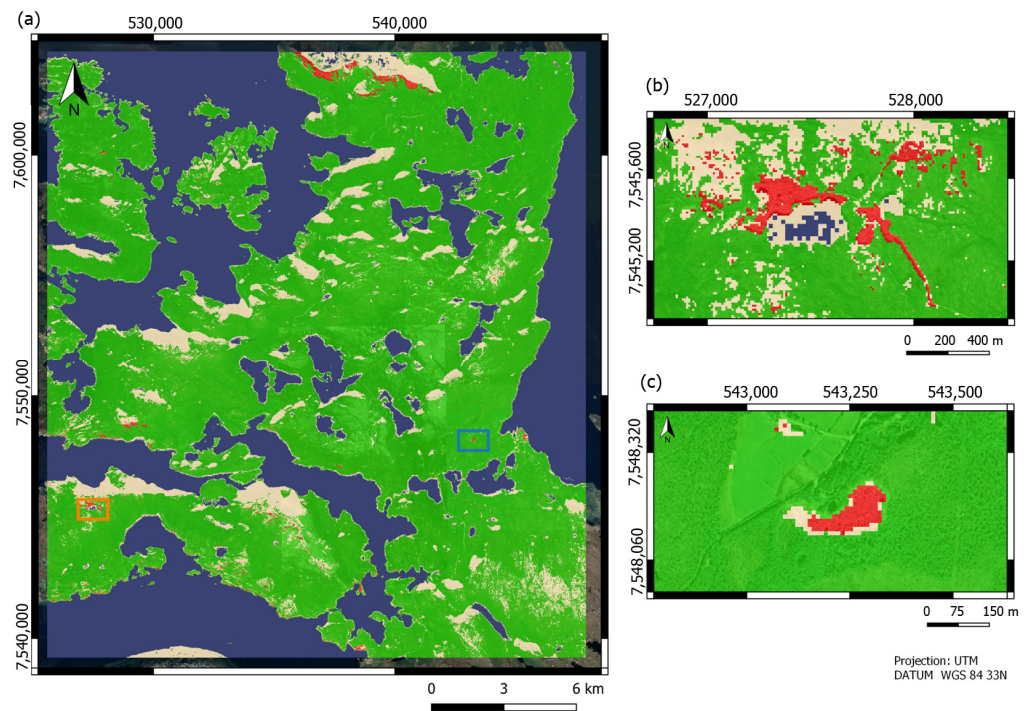 (a)
530,000
540,000
N
7,600,000
7,550,000
7,540,000
0 3 6 km
(b)
527,000
528,000
N
7,545,600
7,545,200
0 200 400 m
(c)
543,000
543,250
543,500
N
7,548,320
7,548,060
0 75 150 m
Projection: UTM
DATUM WGS 84 33N